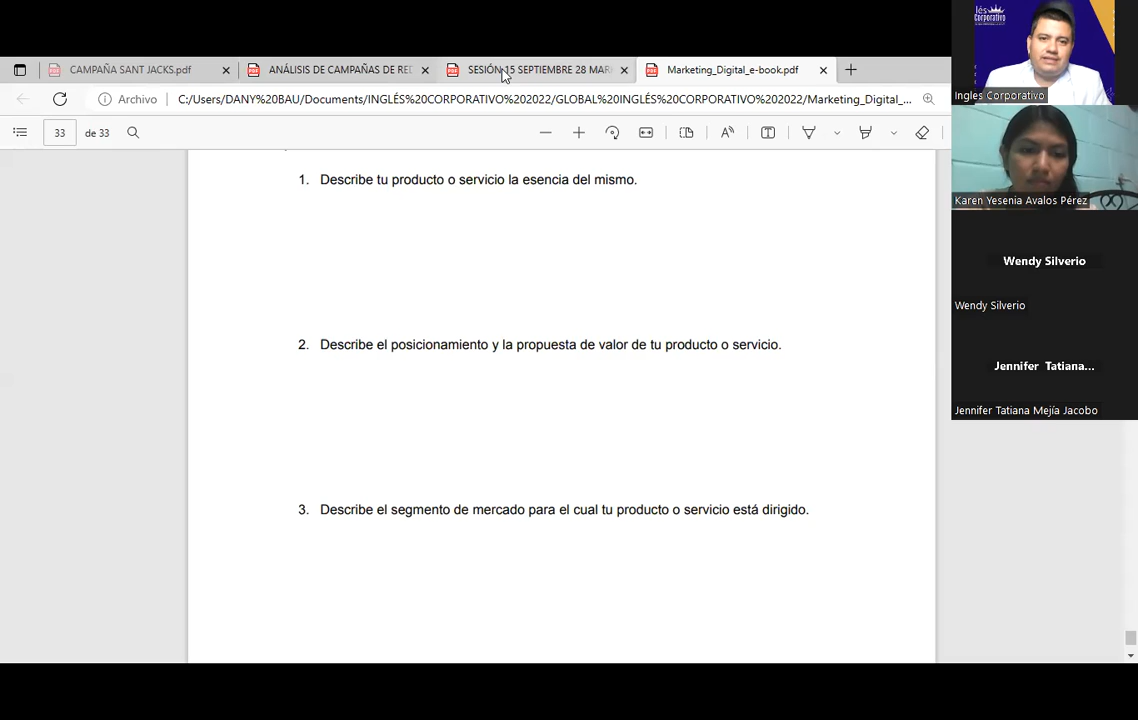 CAMPAÑA SANT JACKS.pdf
ANÁLISIS DE CAMPAÑAS DE RED
SESIÓN 15 SEPTIEMBRE 28 MAR
Marketing_Digital_e-book.pdf
Archivo
C:/Users/DANY%20BAU/Documents/INGLÉS%20CORPORATIVO%202022/GLOBAL%20INGLÉS%20CORPORATIVO%202022/Marketing_Digital_...
33
de 33
1. Describe tu producto o servicio la esencia del mismo.
2. Describe el posicionamiento y la propuesta de valor de tu producto o servicio.
3. Describe el segmento de mercado para el cual tu producto o servicio está dirigido.
lés
Corporativo
Ingles Corporativo
Karen Yesenia Avalos Pérez
Wendy Silverio
Wendy Silverio
Jennifer Tatiana...
Jennifer Tatiana Mejía Jacobo